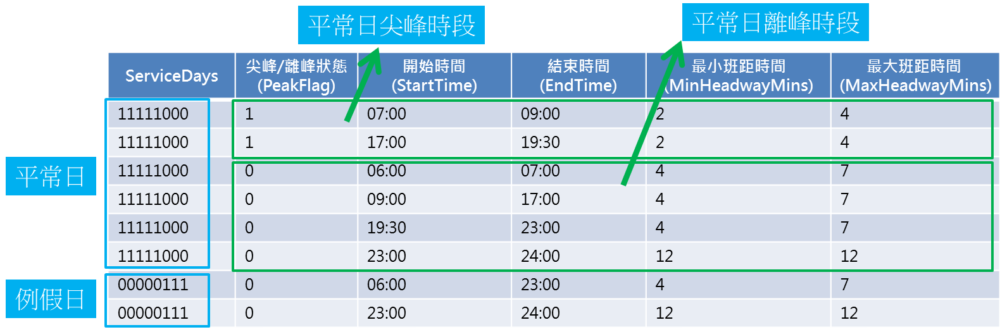 平常日尖峰時段
平常日離峰時段
ServiceDays 尖峰/離峰狀態 (PeakFlag) 開始時間 (StartTime) 結束時間 (EndTime) 最小班距時間 (MinHeadwayMins) 最大班距時間 (MaxHeadwayMins)
11111000 1 07:00 09:00 2 4
11111000 1 17:00 19:30 2 4
平常日
11111000 0 06:00 07:00 4 7
11111000 0 09:00 17:00 4 7
11111000 0 19:30 23:00 4 7
11111000 0 23:00 24:00 12 12
例假日
00000111 0 06:00 23:00 4 7
00000111 0 23:00 24:00 12 12